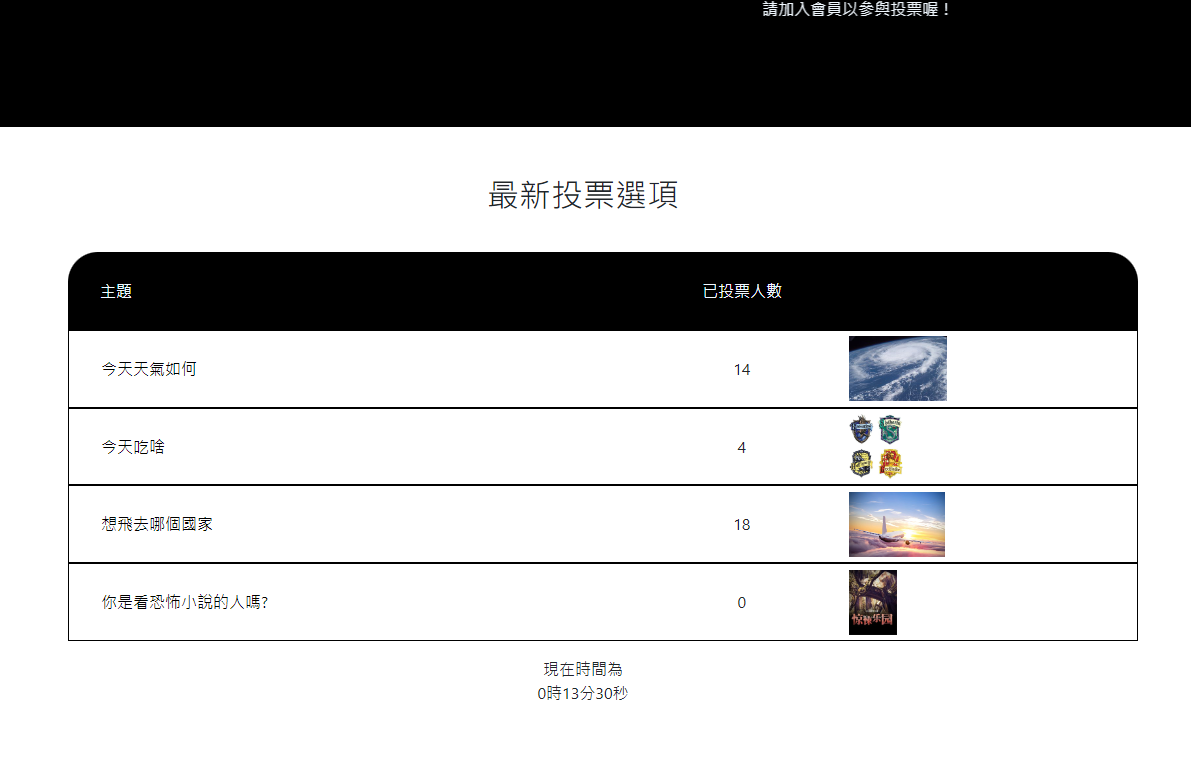 請加入會員以參與投票喔！
最新投票選項
主題 已投票人數
今天天氣如何 14
今天吃啥 4
想飛去哪個國家 18
你是看恐怖小說的人嗎? 0
惊悚乐园
現在時間為
0時13分30秒